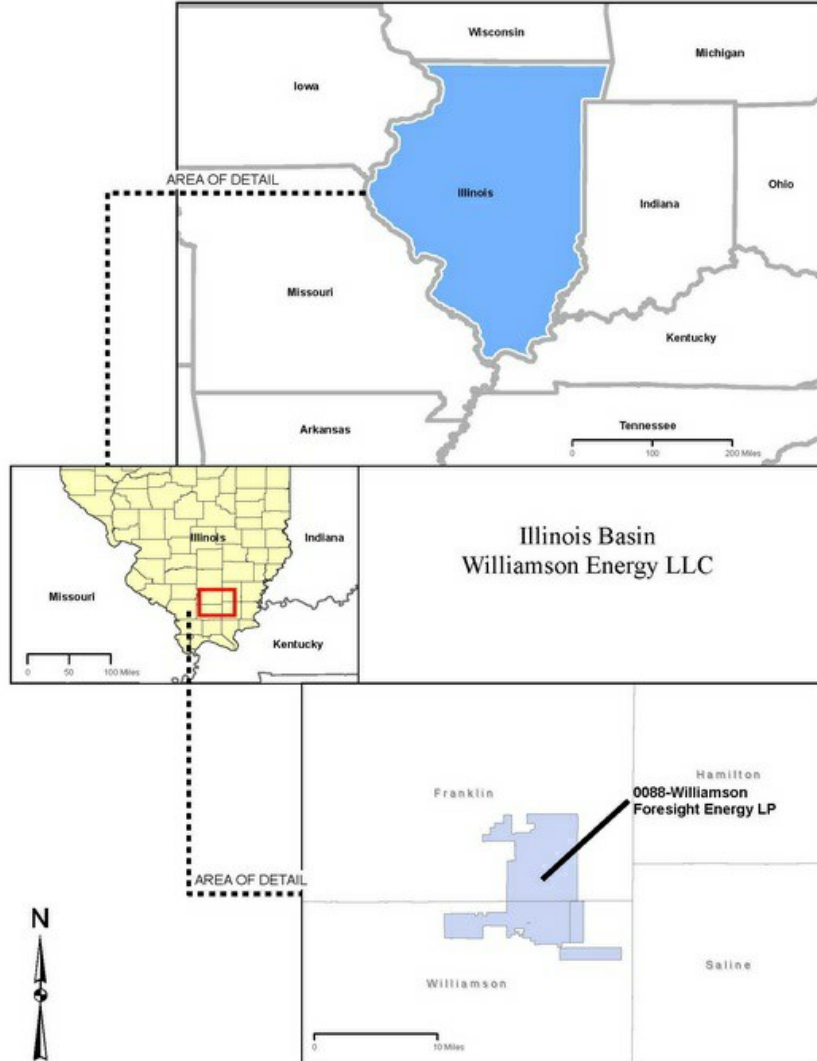 Wisconsin
Michigan
Iowa
AREA OF DETAIL
Illinois
Ohio
Indiana
Missouri
Kentucky
Arkansas
Tennessee
0 100 200 Miles
Illinois
Indiana
Missouri
Kentucky
0 50 100 Miles
Illinois Basin
Williamson Energy LLC
Hamilton
Franklin
0088-Williamson
Foresight Energy LP
AREA OF DETAIL
N
Saline
Williamson
0 10 Miles